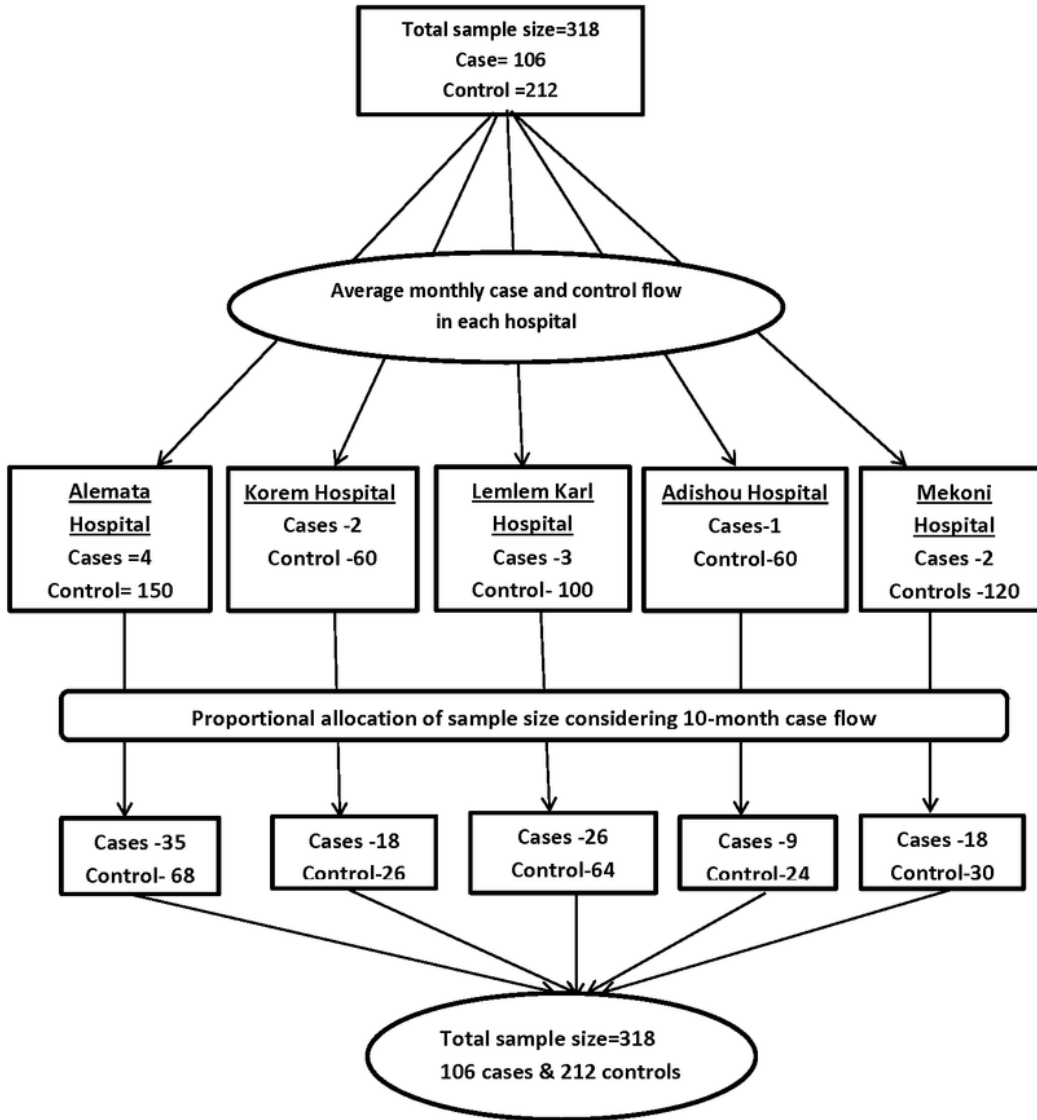 Total sample size=318
Case= 106
Control =212
Average monthly case and control flow
in each hospital
Alemata
Hospital
Cases =4
Control= 150
Korem Hospital
Cases -2
Control -60
Lemlem Karl
Hospital
Cases -3
Control- 100
Adishou Hospital
Cases-1
Control-60
Mekoni
Hospital
Cases -2
Controls -120
Proportional allocation of sample size considering 10-month case flow
Cases -35
Control- 68
Cases -18
Control-26
Cases -26
Control-64
Cases -9
Control-24
Cases -18
Control-30
Total sample size=318
106 cases & 212 controls